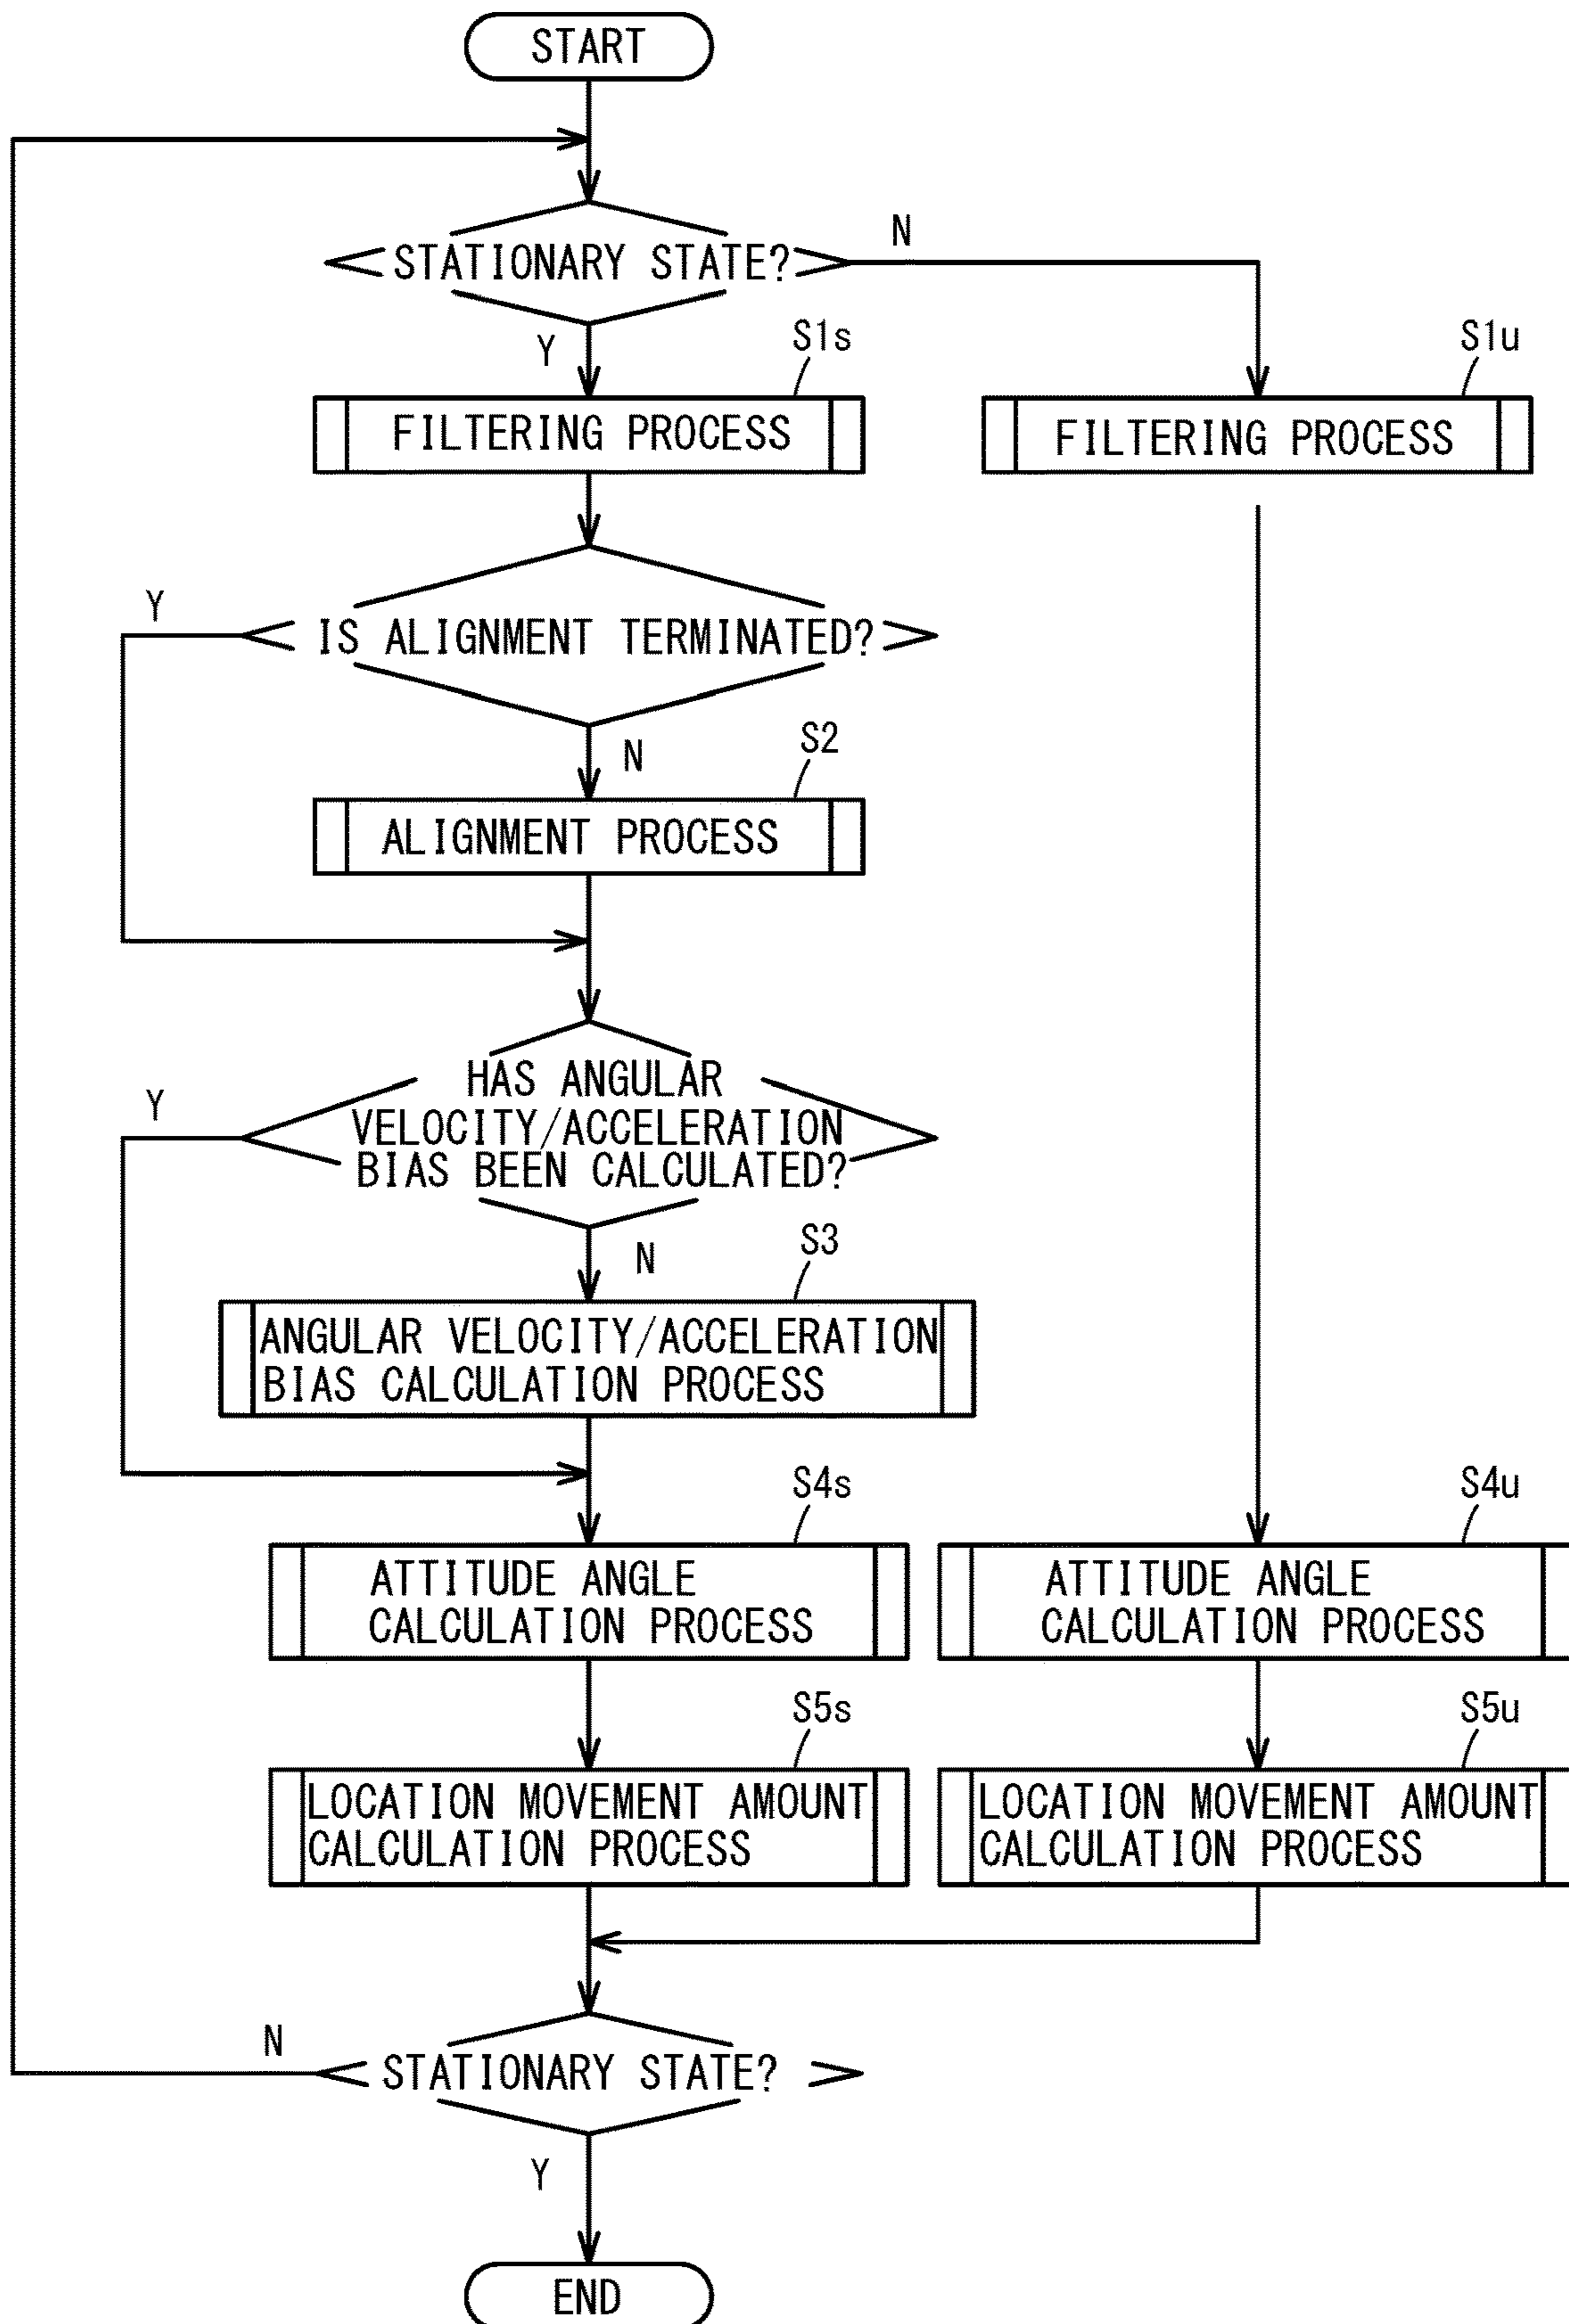 START
STATIONARY STATE?
N
Y
S1s
S1u
FILTERING PROCESS
FILTERING PROCESS
Y
IS ALIGNMENT TERMINATED?
N
S2
ALIGNMENT PROCESS
Y
HAS ANGULAR
VELOCITY/ACCELERATION
BIAS BEEN CALCULATED?
N
S3
ANGULAR VELOCITY/ACCELERATION
BIAS CALCULATION PROCESS
S4s
S4u
ATTITUDE ANGLE
CALCULATION PROCESS
ATTITUDE ANGLE
CALCULATION PROCESS
S5s
S5u
LOCATION MOVEMENT AMOUNT
CALCULATION PROCESS
LOCATION MOVEMENT AMOUNT
CALCULATION PROCESS
N
STATIONARY STATE?
Y
END